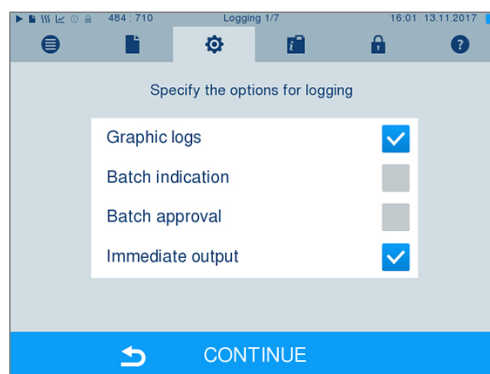 484 : 710 Logging 1/7 16:01 13.11.2017
Specify the options for logging
Graphic logs
Batch indication
Batch approval
Immediate output
CONTINUE